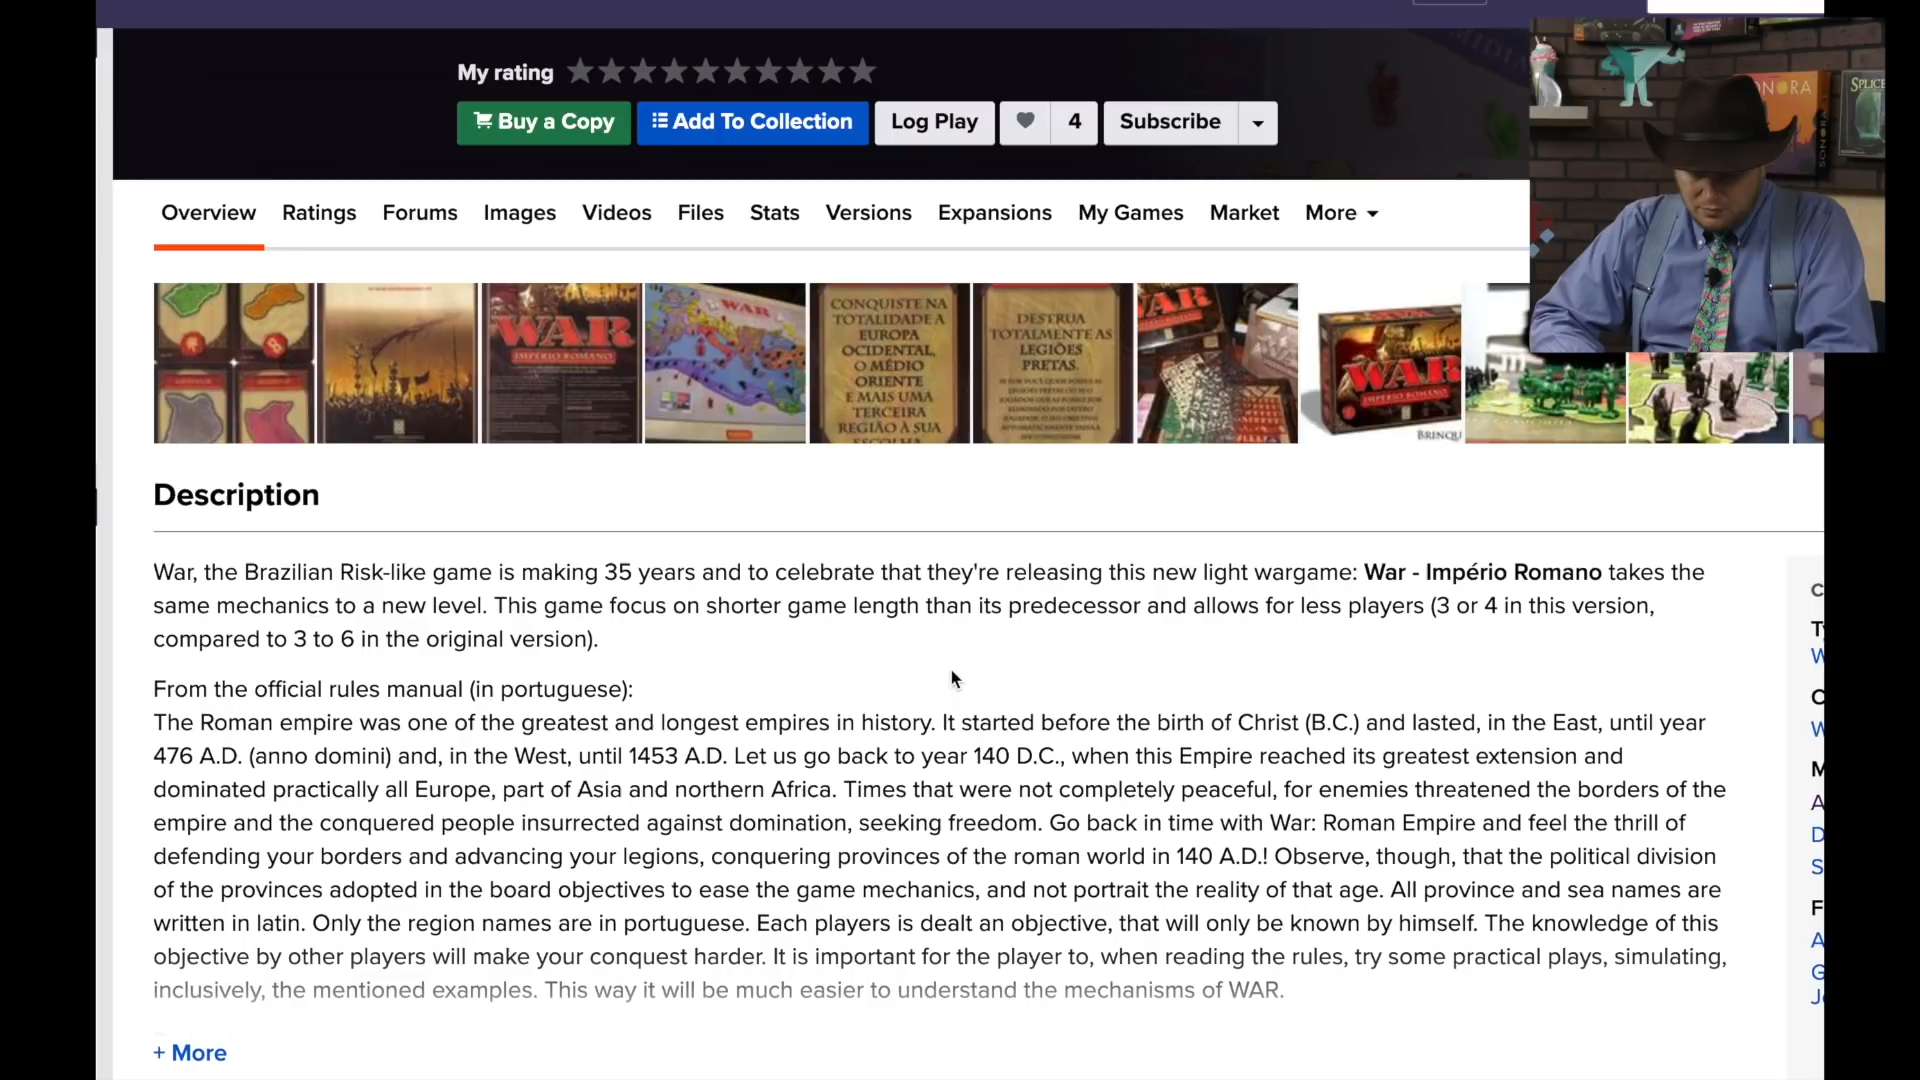 My rating
Buy a Copy
Add To Collection
Log Play
4
Subscribe
Overview
Ratings
Forums
Images
Videos
Files
Stats
Versions
Expansions
My Games
Market
More
WAR
IMPÉRIO ROMANO
WAR
CONQUISTE NA
TOTALIDADE A
EUROPA
OCIDENTAL,
O MÉDIO
ORIENTE
E MAIS UMA
TERCEIRA
REGIÃO À SUA
ESCOLHA
DESTRUA
TOTALMENTE AS
LEGIÕES
PRETAS.
WAR
WAR
IMPÉRIO ROMANO
SPLICE
SONORA
Description
War, the Brazilian Risk-like game is making 35 years and to celebrate that they're releasing this new light wargame: War - Império Romano takes the
same mechanics to a new level. This game focus on shorter game length than its predecessor and allows for less players (3 or 4 in this version,
compared to 3 to 6 in the original version).
From the official rules manual (in portuguese):
The Roman empire was one of the greatest and longest empires in history. It started before the birth of Christ (B.C.) and lasted, in the East, until year
476 A.D. (anno domini) and, in the West, until 1453 A.D. Let us go back to year 140 D.C., when this Empire reached its greatest extension and
dominated practically all Europe, part of Asia and northern Africa. Times that were not completely peaceful, for enemies threatened the borders of the
empire and the conquered people insurrected against domination, seeking freedom. Go back in time with War: Roman Empire and feel the thrill of
defending your borders and advancing your legions, conquering provinces of the roman world in 140 A.D.! Observe, though, that the political division
of the provinces adopted in the board objectives to ease the game mechanics, and not portrait the reality of that age. All province and sea names are
written in latin. Only the region names are in portuguese. Each players is dealt an objective, that will only be known by himself. The knowledge of this
objective by other players will make your conquest harder. It is important for the player to, when reading the rules, try some practical plays, simulating,
inclusively, the mentioned examples. This way it will be much easier to understand the mechanisms of WAR.
+ More